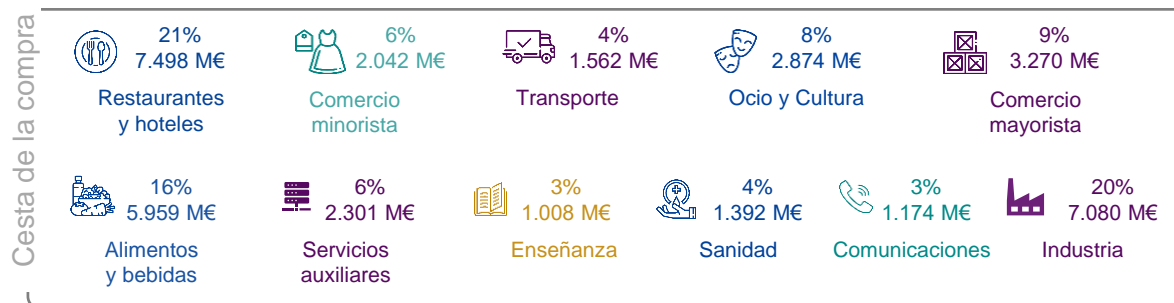 Cesta de la compra
21%
7.498 M€
Restaurantes
y hoteles
6%
2.042 M€
Comercio
minorista
4%
1.562 M€
Transporte
8%
2.874 M€
Ocio y Cultura
9%
3.270 M€
Comercio
mayorista
16%
5.959 M€
Alimentos
y bebidas
6%
2.301 M€
Servicios
auxiliares
3%
1.008 M€
Enseñanza
4%
1.392 M€
Sanidad
3%
1.174 M€
Comunicaciones
20%
7.080 M€
Industria